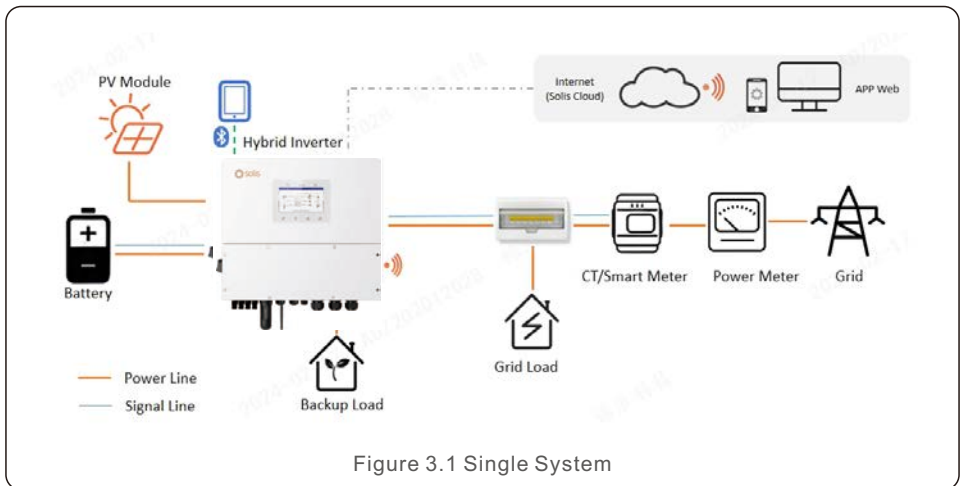 PV Module
Internet
(Solis Cloud)
APP Web
Hybrid Inverter
solis
CT/Smart Meter
Power Meter
Grid
Battery
Grid Load
Power Line
Signal Line
Backup Load
Figure 3.1 Single System